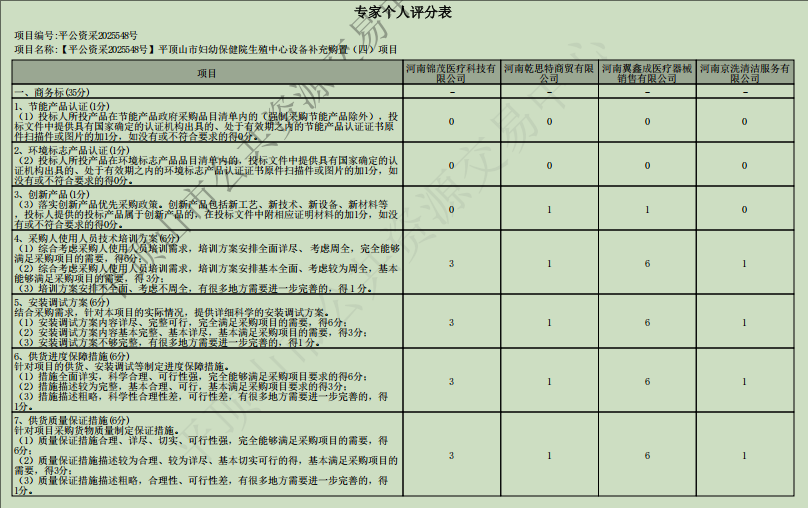 专家个人评分表
项目编号:平公资采2025548号
项目名称:【平公资采2025548号】平顶山市妇幼保健院生殖中心设备补充购置（四）项目
项目
河南锦茂医疗科技有限公司
河南乾思特商贸有限公司
河南翼鑫成医疗器械销售有限公司
河南京洗清洁服务有限公司
一、商务标(35分) – – – –
1、节能产品认证(1分)
（1）投标人所投产品在节能产品政府采购品目清单内的（强制采购节能产品除外），投
标文件中提供具有国家确定的认证机构出具的、处于有效期之内的节能产品认证证书原
件扫描件或图片的加1分，如没有或不符合要求的得0分。
0 0 0 0
2、环境标志产品认证(1分)
（2）投标人所投产品在环境标志产品品目清单内的，投标文件中提供具有国家确定的认
证机构出具的、处于有效期之内的环境标志产品认证证书原件扫描件或图片的加1分，如
没有或不符合要求的得0分。
0 0 0 0
3、创新产品(1分)
（3）落实创新产品优先采购政策。创新产品包括新工艺、新技术、新设备、新材料等
，投标人提供的投标产品属于创新产品的，在投标文件中附相应证明材料的加1分，如没
有或不符合要求的得0分。
0 1 1 0
4、采购人使用人员技术培训方案(6分)
（1）综合考虑采购人使用人员培训需求，培训方案安排全面详尽、 考虑周全，完全能够
满足采购项目的需要，得6分；
（2）综合考虑采购人使用人员培训需求，培训方案安排基本全面、考虑较为周全，基本
能够满足采购项目的需要，得 3分；
（3）培训方案安排不全面、考虑不周全，有很多地方需要进一步完善的，得 1 分。
3 1 6 1
5、安装调试方案(6分)
结合采购需求，针对本项目的实际情况，提供详细科学的安装调试方案。
（1）安装调试方案内容详尽、完整可行，完全满足采购项目的需要，得6分；
（2）安装调试方案内容基本完整、基本详尽，基本满足采购项目的需要，得3分；
（3）安装调试方案不够完整，有很多地方需要进一步完善的，得1 分。
3 1 6 1
6、供货进度保障措施(6分)
针对项目的供货、安装调试等制定进度保障措施。
（1）措施全面详实，科学合理、可行性强，完全能够满足采购项目要求的得6分；
（2）措施描述较为完整，基本合理、可行，基本满足采购项目要求的得3分；
（3）措施描述粗略，科学性合理性差，可行性差，有很多地方需要进一步完善的，得
1分。
3 1 6 1
7、供货质量保证措施(6分)
针对项目采购货物质量制定保证措施。
（1）质量保证措施合理、详尽、切实、可行性强，完全能够满足采购项目的需要，得
6分；
（2）质量保证措施描述较为合理、较为详尽、基本切实可行的得，基本满足采购项目的
需要，得3分；
（3）质量保证措施描述粗略，合理性、可行性差，有很多地方需要进一步完善的，得
1分。
3 1 6 1
平顶山市公共资源交易中心
平顶山市公共资源交易中心